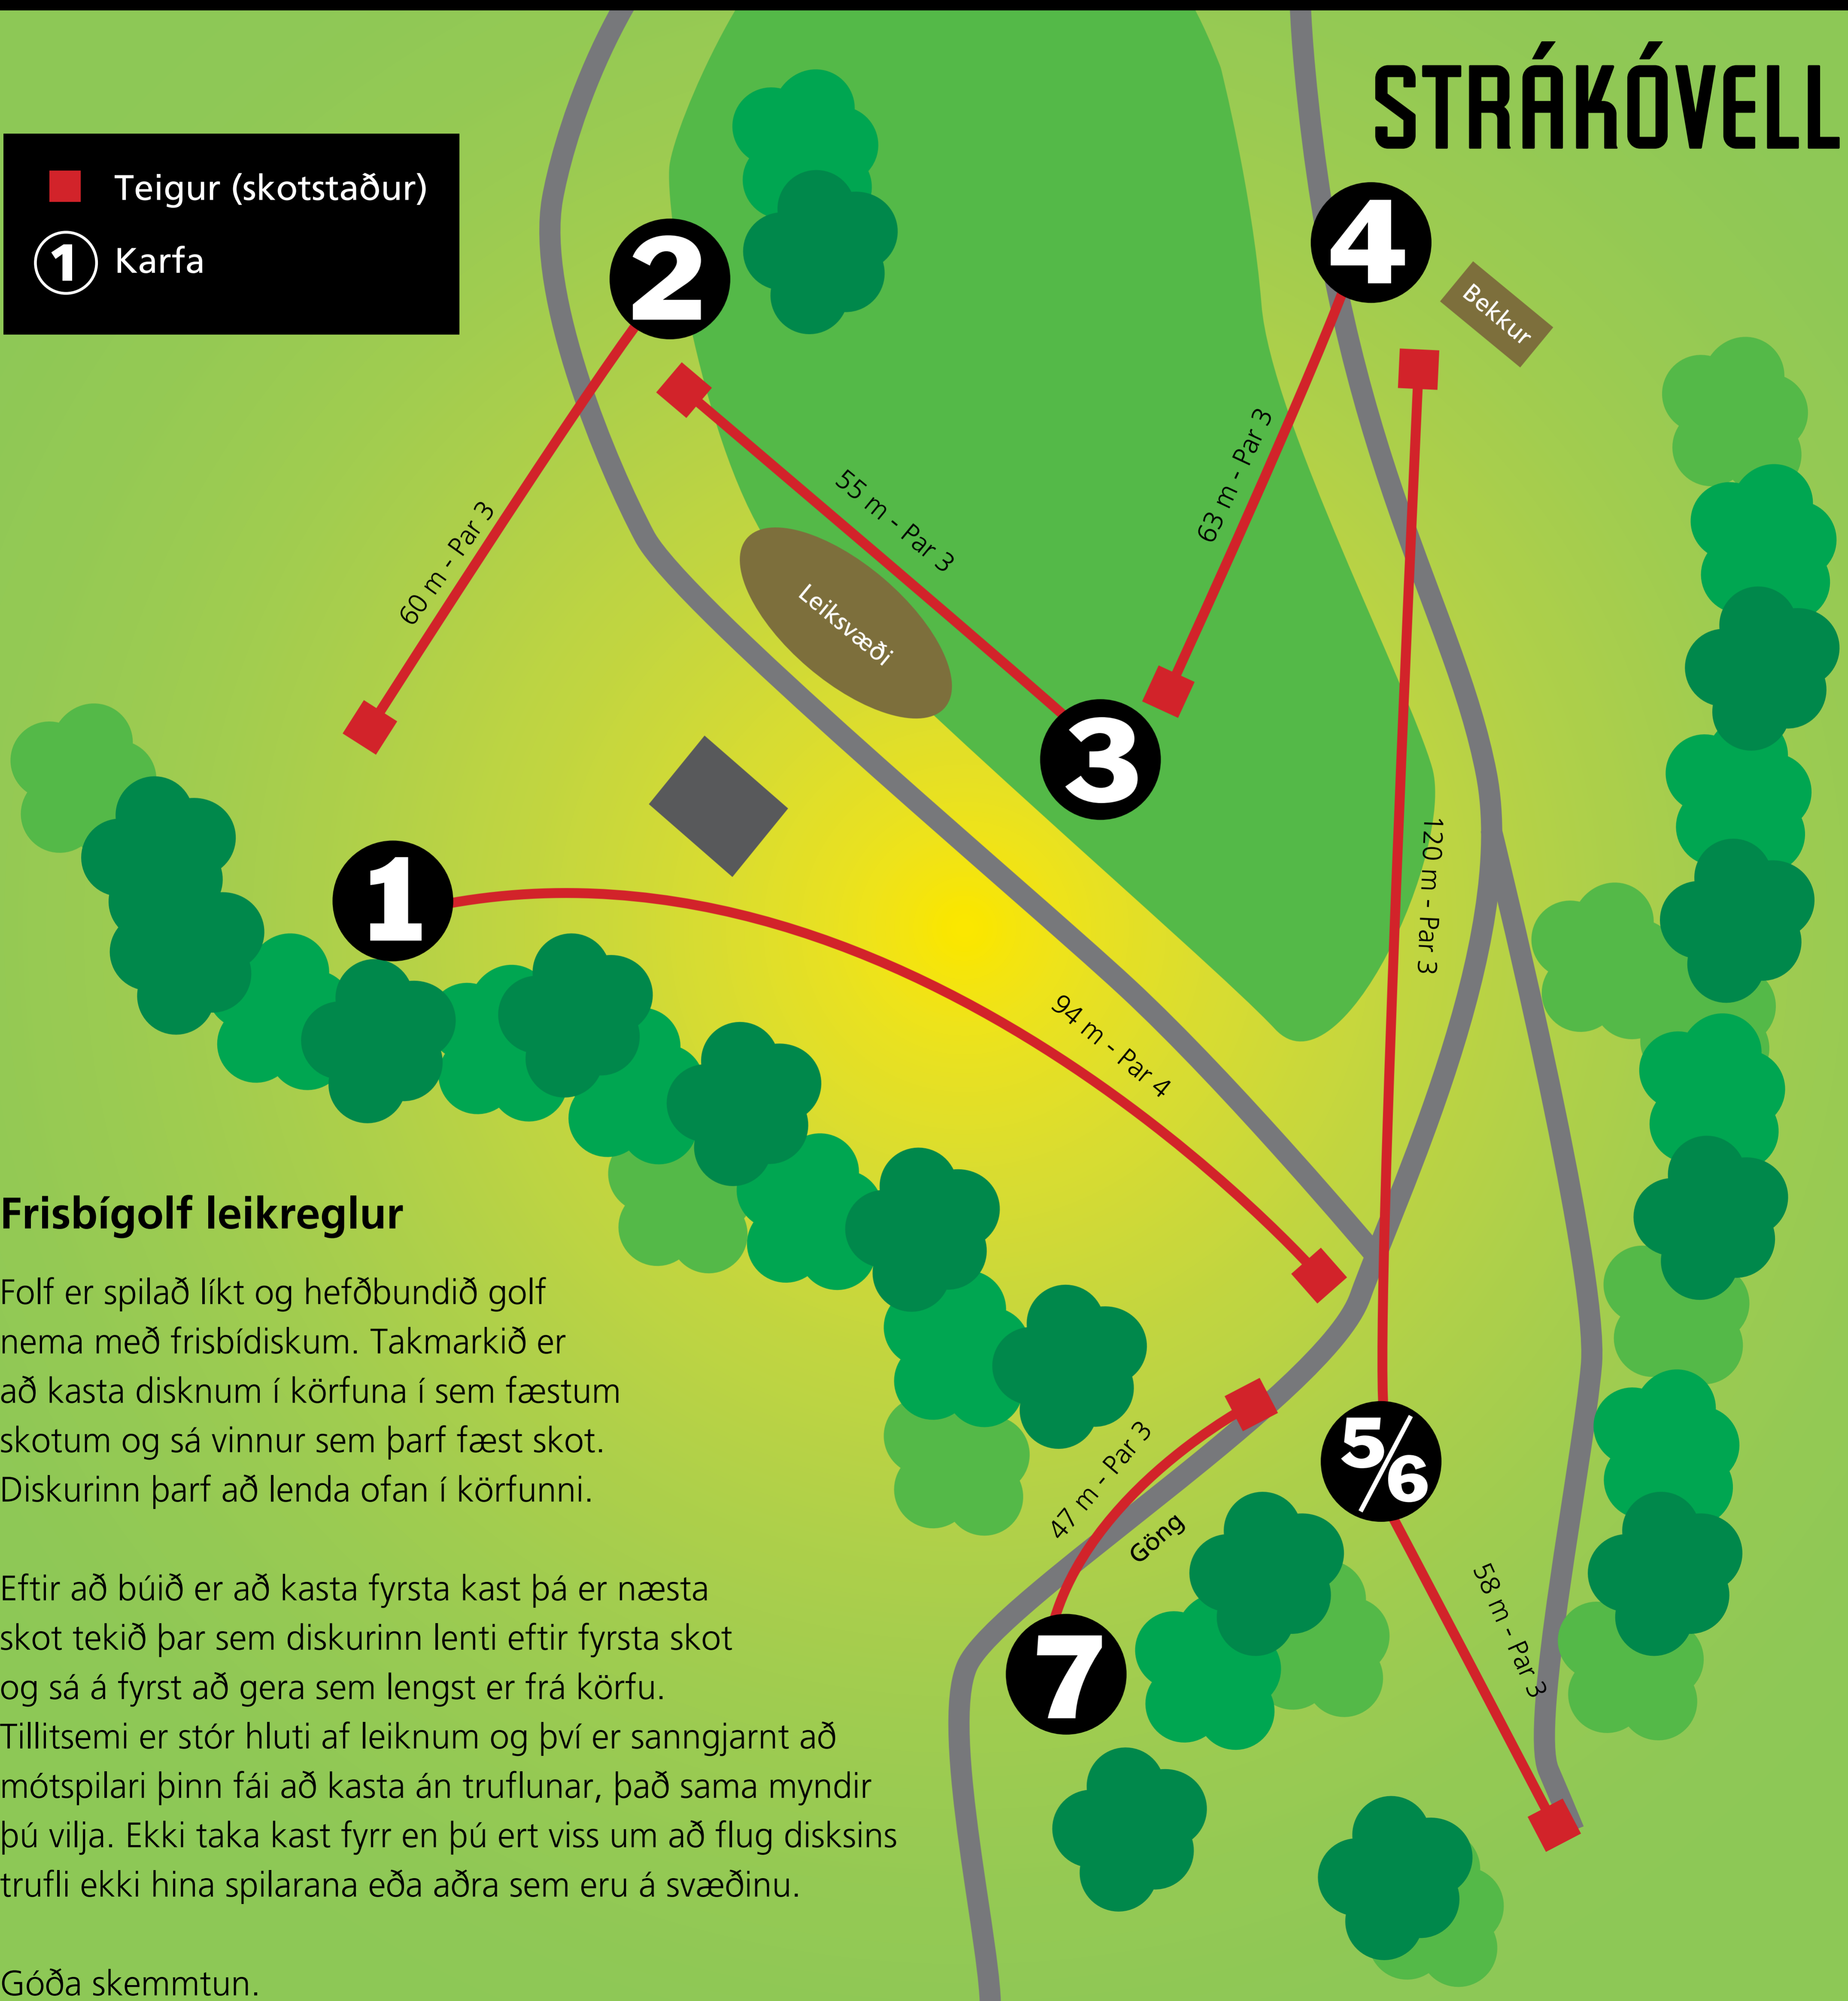 STRÁKÓVELL
Teigur (skotstaður)
1 Karfa
2
4
Bekkur
60 m - Par 3
55 m - Par 3
63 m - Par 3
Leiksvæði
3
120 m - Par 3
1
94 m - Par 4
47 m - Par 3
Göng
5/6
58 m - Par 3
7
Frisbígolf leikreglur
Folf er spilað líkt og hefðbundið golf
nema með frisbídiskum. Takmarkið er
að kasta disknum í körfuna í sem fæstum
skotum og sá vinnur sem þarf fæst skot.
Diskurinn þarf að lenda ofan í körfunni.
Eftir að búið er að kasta fyrsta kast þá er næsta
skot tekið þar sem diskurinn lenti eftir fyrsta skot
og sá á fyrst að gera sem lengst er frá körfu.
Tillitsemi er stór hluti af leiknum og því er sanngjarnt að
mótspilari þinn fái að kasta án truflunar, það sama myndir
þú vilja. Ekki taka kast fyrr en þú ert viss um að flug disksins
trufli ekki hina spilarana eða aðra sem eru á svæðinu.
Góða skemmtun.